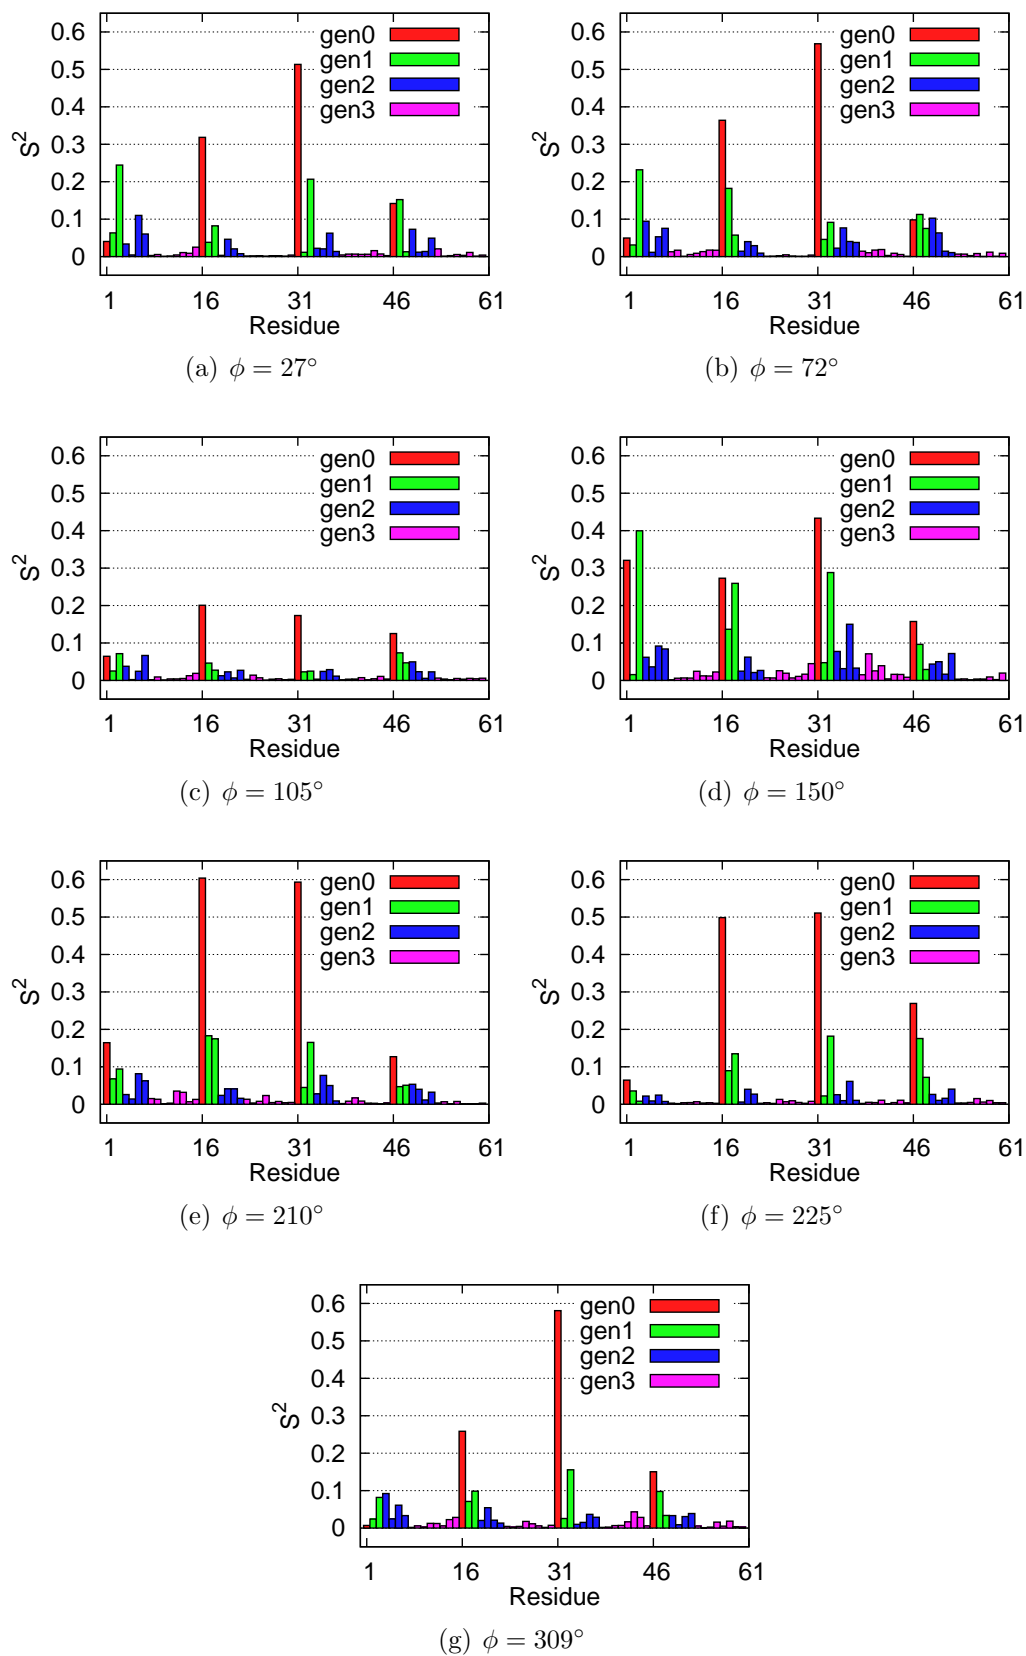 0.6
0.5
0.4
0.3
0.2
0.1
0
S²
gen0
gen1
gen2
gen3
1 16 31 46 61
Residue
(a) ϕ = 27°
0.6
0.5
0.4
0.3
0.2
0.1
0
S²
gen0
gen1
gen2
gen3
1 16 31 46 61
Residue
(b) ϕ = 72°
0.6
0.5
0.4
0.3
0.2
0.1
0
S²
gen0
gen1
gen2
gen3
1 16 31 46 61
Residue
(c) ϕ = 105°
0.6
0.5
0.4
0.3
0.2
0.1
0
S²
gen0
gen1
gen2
gen3
1 16 31 46 61
Residue
(d) ϕ = 150°
0.6
0.5
0.4
0.3
0.2
0.1
0
S²
gen0
gen1
gen2
gen3
1 16 31 46 61
Residue
(e) ϕ = 210°
0.6
0.5
0.4
0.3
0.2
0.1
0
S²
gen0
gen1
gen2
gen3
1 16 31 46 61
Residue
(f) ϕ = 225°
0.6
0.5
0.4
0.3
0.2
0.1
0
S²
gen0
gen1
gen2
gen3
1 16 31 46 61
Residue
(g) ϕ = 309°